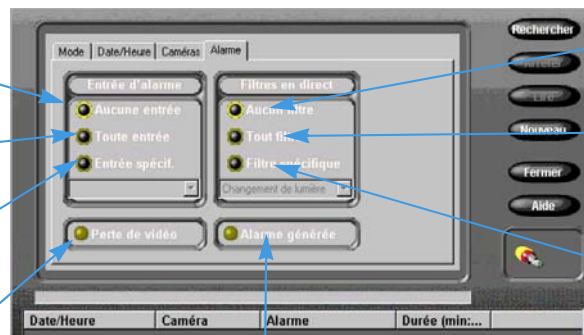 Mode
Date/Heure
Caméras
Alarme
Entrée d'alarme
Aucune entrée
Toute entrée
Entrée spécif.
Perte de vidéo
Filtres en direct
Aucun filtre
Tout filtre
Filtre spécifique
Changement de lumière
Alarme générée
Rechercher
Arrêter
Lire
Nouveau
Fermer
Aide
Date/Heure
Caméra
Alarme
Durée (min:...